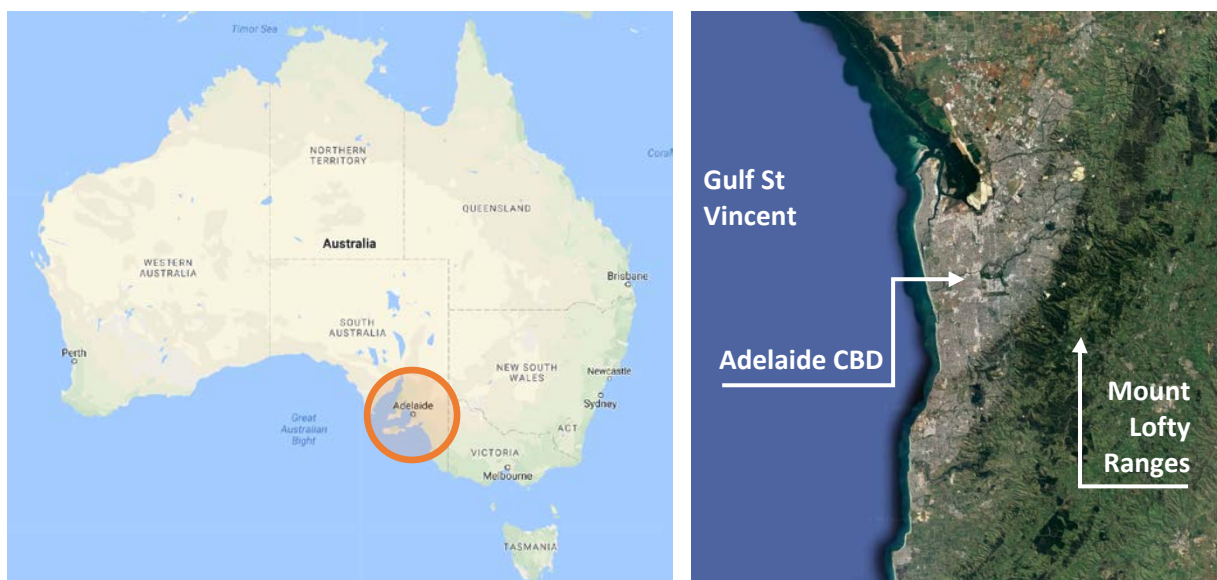 Timor Sea
Cora
NORTHERN
TERRITORY
QUEENSLAND
Australia
WESTERN
AUSTRALIA
Brisbane
SOUTH
AUSTRALIA
Perth
NEW SOUTH
WALES
Newcastle
Sydney
Adelaide
Great
Australian
Bight
ACT
VICTORIA
Melbourne
TASMANIA
Gulf St
Vincent
Adelaide CBD
Mount
Lofty
Ranges